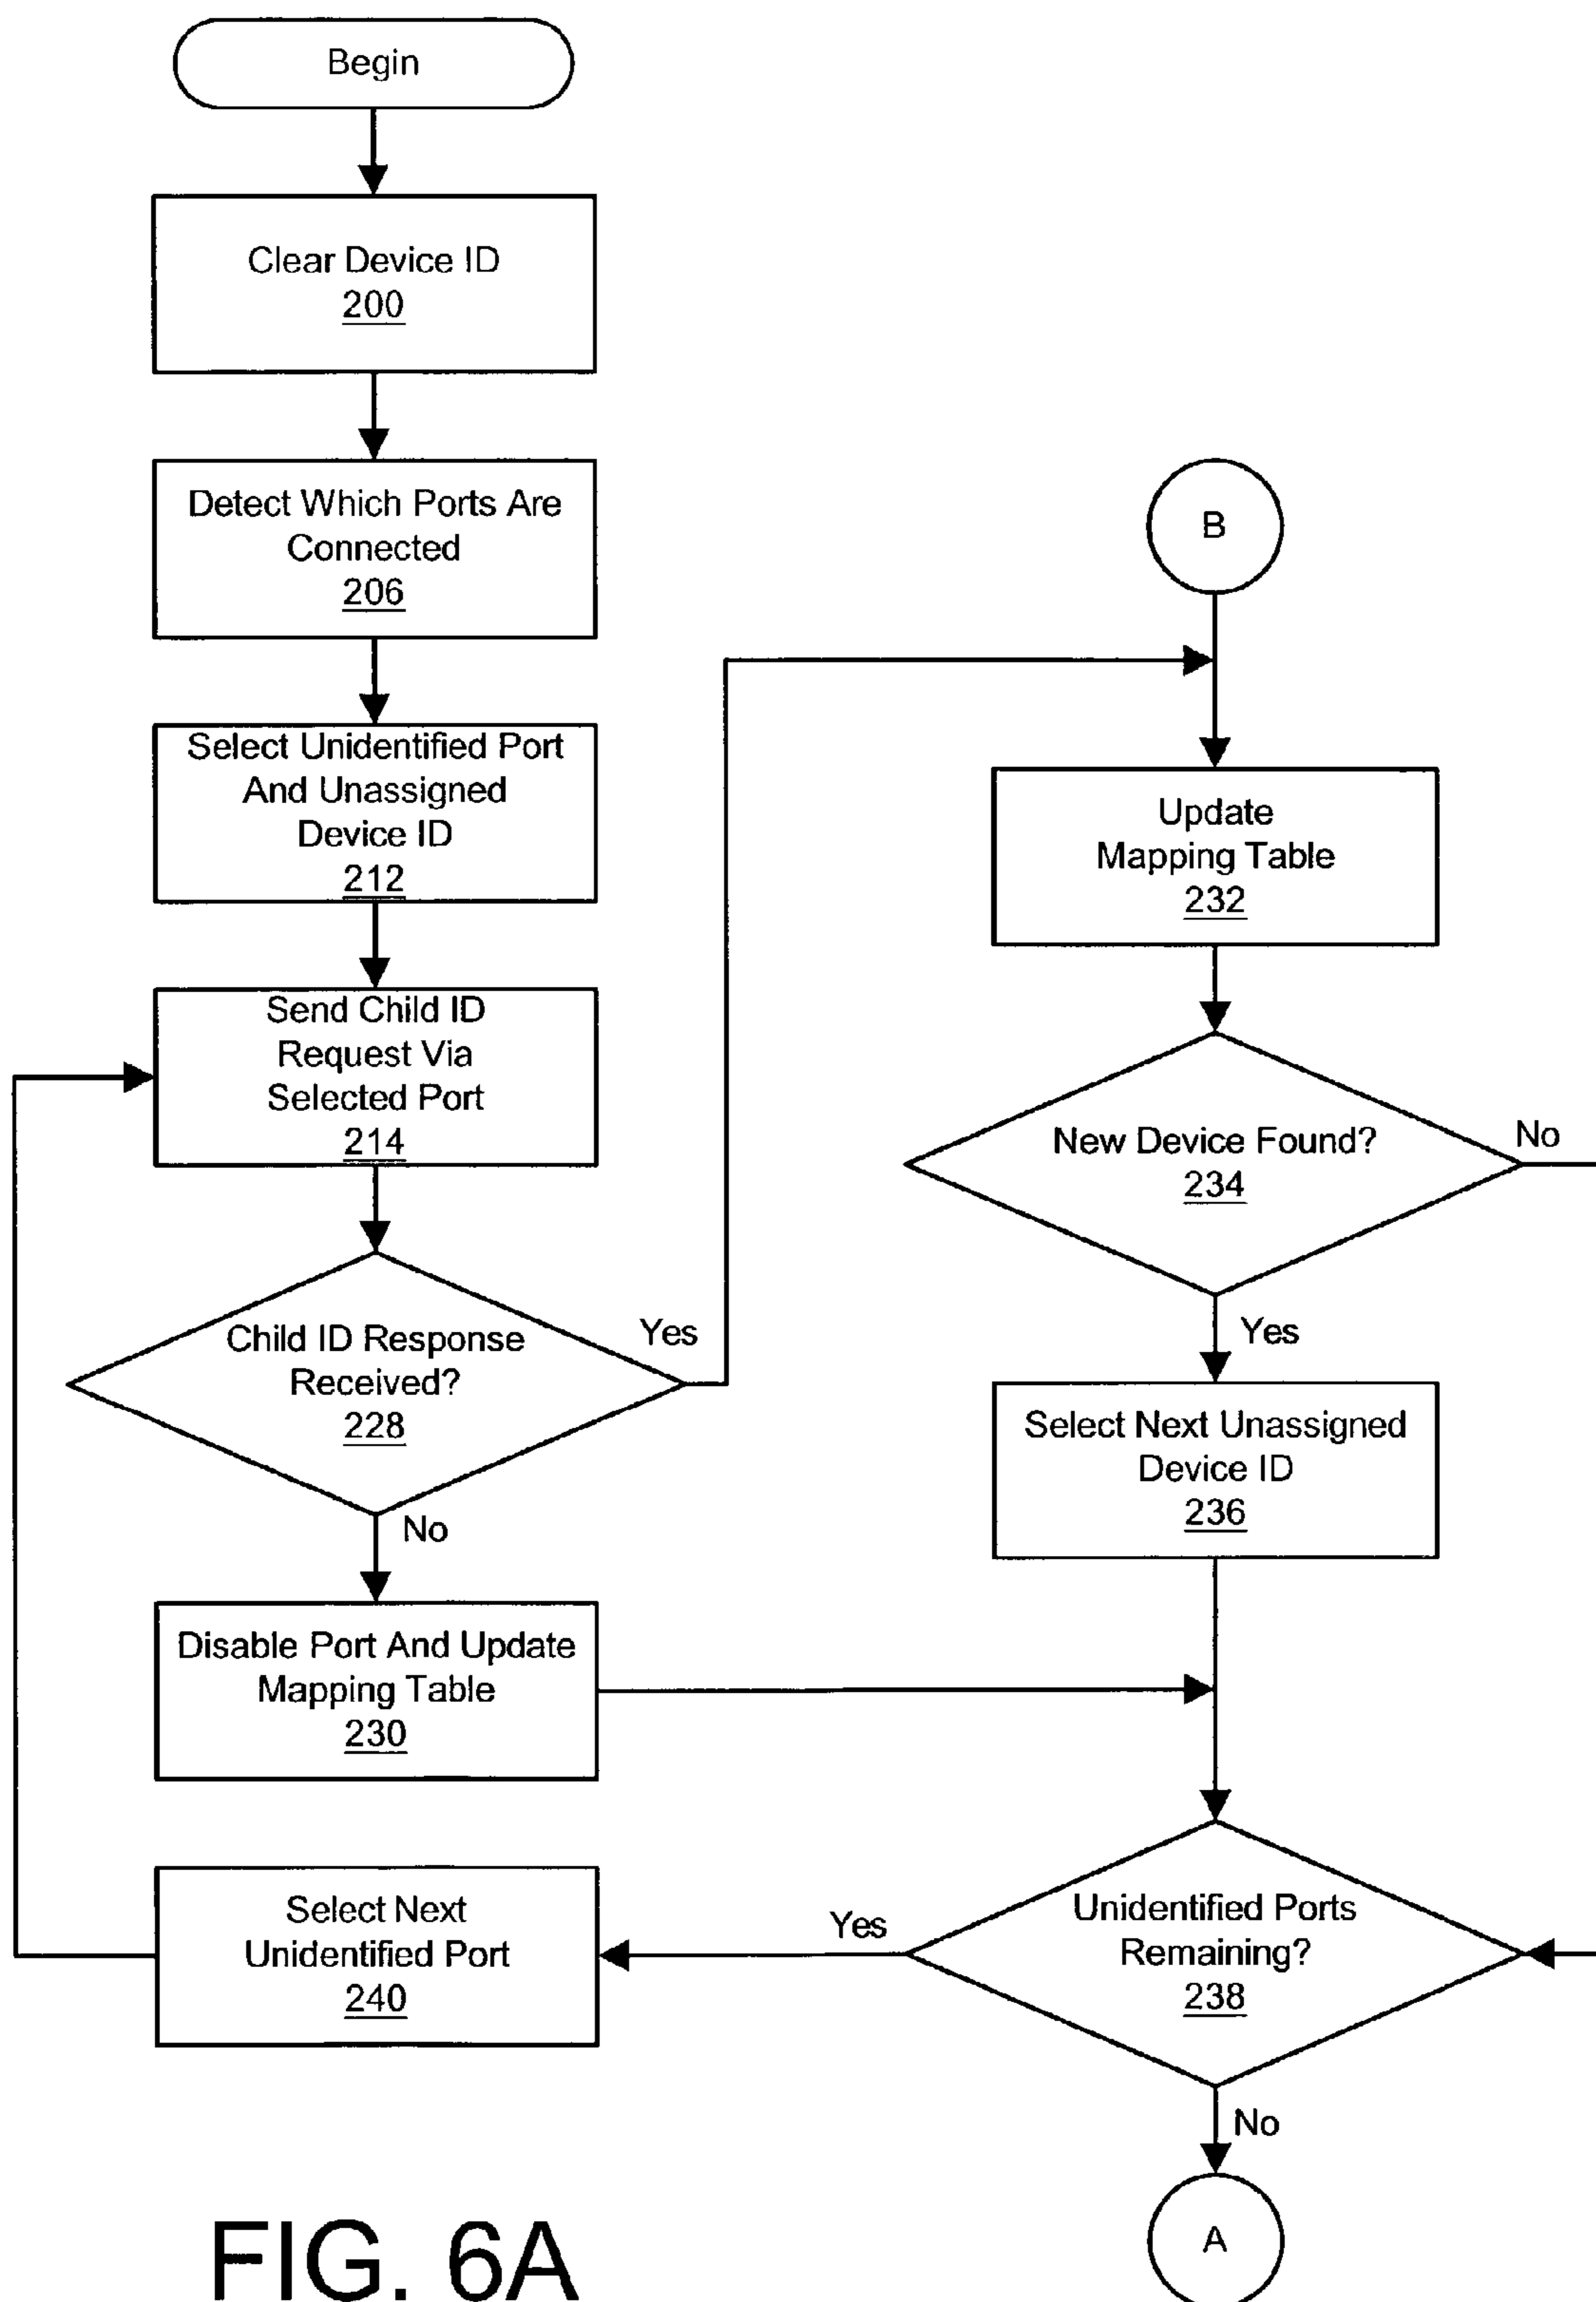 Begin
Clear Device ID
200
Detect Which Ports Are
Connected
206
Select Unidentified Port
And Unassigned
Device ID
212
Send Child ID
Request Via
Selected Port
214
Child ID Response
Received?
228
Yes
No
Disable Port And Update
Mapping Table
230
Select Next
Unidentified Port
240
B
Update
Mapping Table
232
New Device Found?
234
No
Yes
Select Next Unassigned
Device ID
236
Unidentified Ports
Remaining?
238
Yes
No
A
FIG. 6A